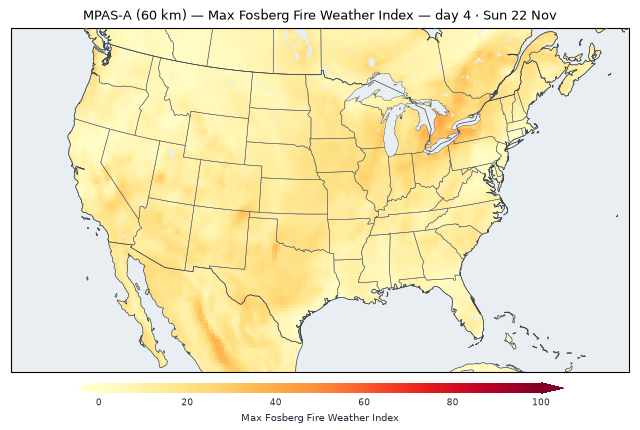 MPAS-A (60 km) — Max Fosberg Fire Weather Index — day 4 · Sun 22 Nov
0 20 40 60 80 100
Max Fosberg Fire Weather Index